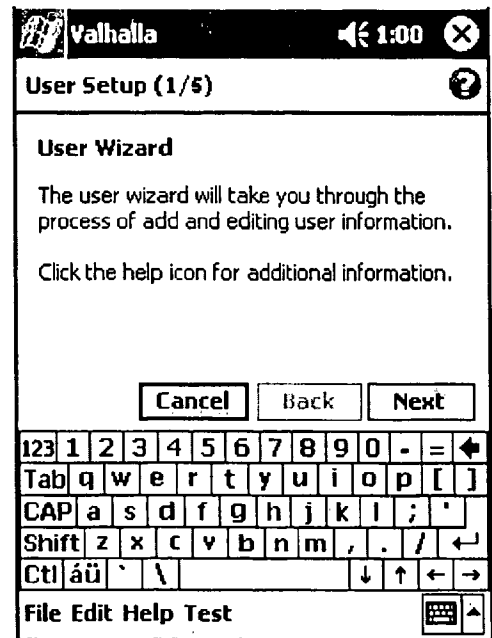 Valhalla 1:00
User Setup (1/5)
User Wizard
The user wizard will take you through the
process of add and editing user information.
Click the help icon for additional information.
Cancel Back Next
123 1 2 3 4 5 6 7 8 9 0 - =
Tab q w e r t y u i o p [ ]
CAP a s d f g h j k l ; '
Shift z x c v b n m , . /
Ctl áü ` \ ↓ ↑ ← →
File Edit Help Test